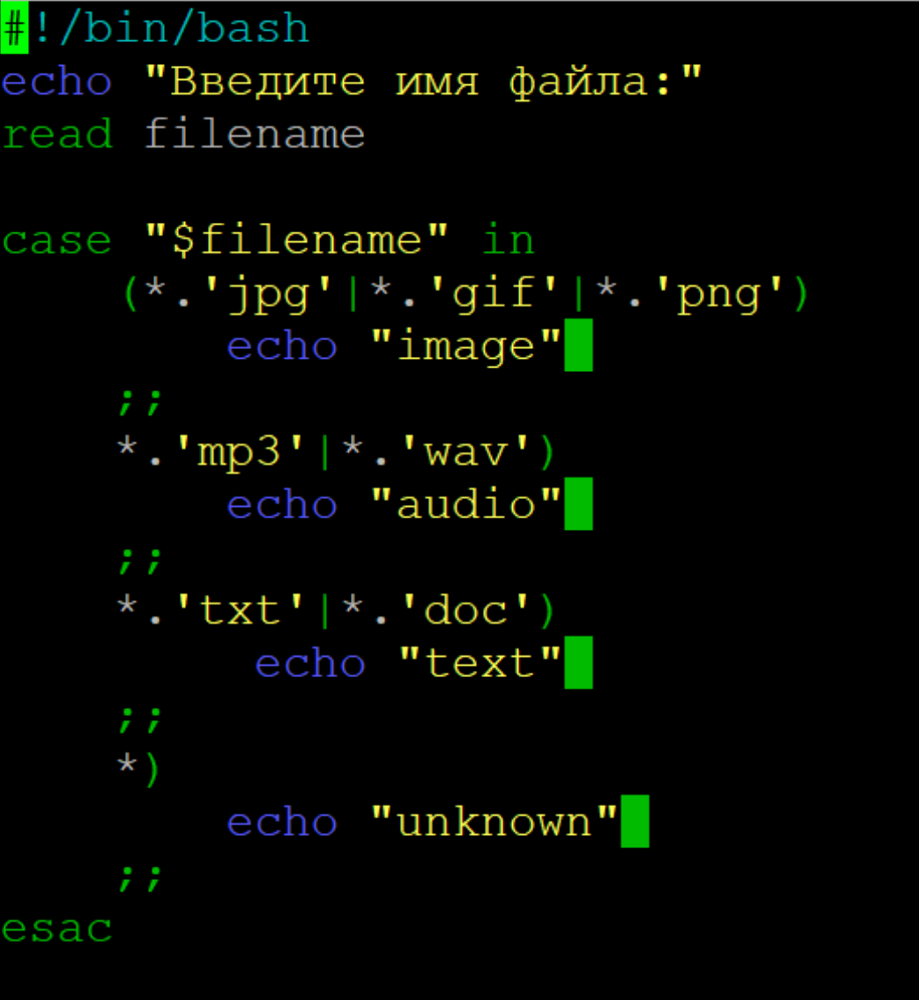 #!/bin/bash
echo "Введите имя файла:"
read filename
case "$filename" in
(*.'jpg'|*.'gif'|*.'png')
echo "image"
;;
*.'mp3'|*.'wav')
echo "audio"
;;
*.'txt'|*.'doc')
echo "text"
;;
*)
echo "unknown"
;;
esac